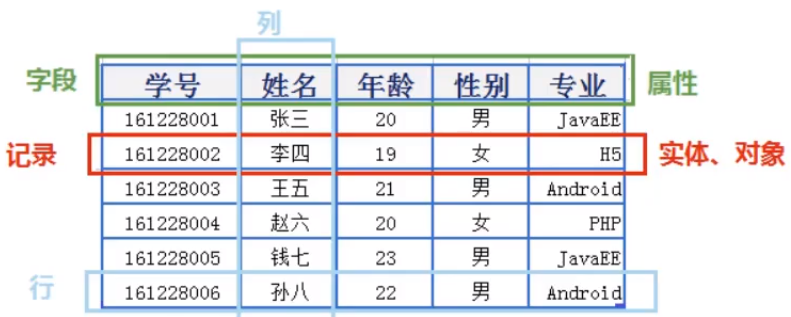 列
字段 学号 姓名 年龄 性别 专业 属性
161228001 张三 20 男 JavaEE
记录 161228002 李四 19 女 H5 实体、对象
161228003 王五 21 男 Android
161228004 赵六 20 女 PHP
161228005 钱七 23 男 JavaEE
行 161228006 孙八 22 男 Android